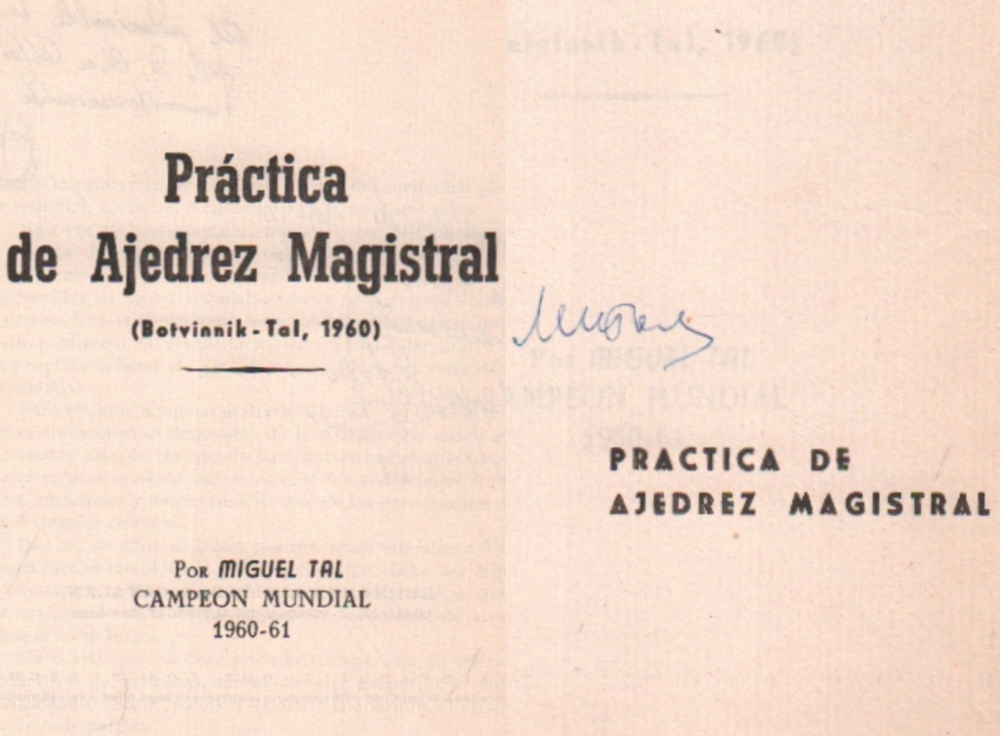 Práctica
de Ajedrez Magistral
(Botvinnik - Tal, 1960)
Por MIGUEL TAL
CAMPEON MUNDIAL
1960-61
PRACTICA DE
AJEDREZ MAGISTRAL